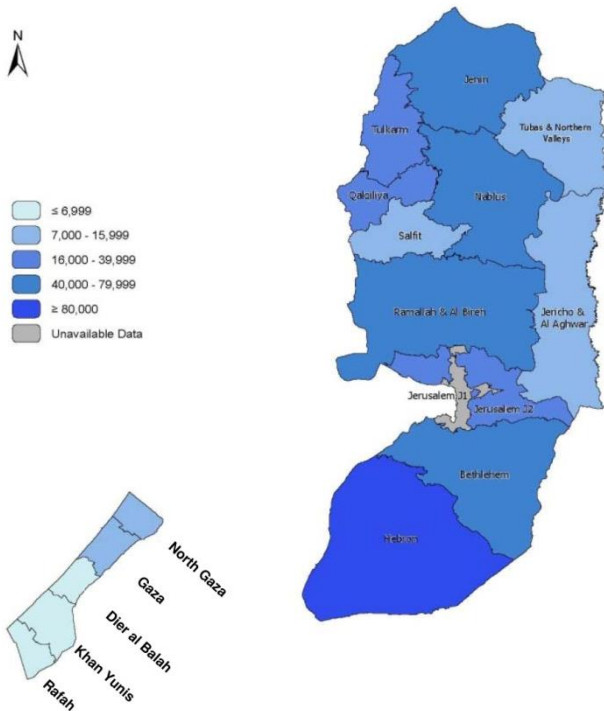 N
Jenin
Tubas & Northern
Valleys
Tulkarm
Qalqiliya
Nablus
Salfit
≤ 6,999
7,000 - 15,999
16,000 - 39,999
40,000 - 79,999
≥ 80,000
Unavailable Data
Ramallah & Al Bireh
Jericho &
Al Aghwar
Jerusalem J1
Jerusalem J2
Bethlehem
Hebron
North Gaza
Gaza
Dier al Balah
Khan Yunis
Rafah